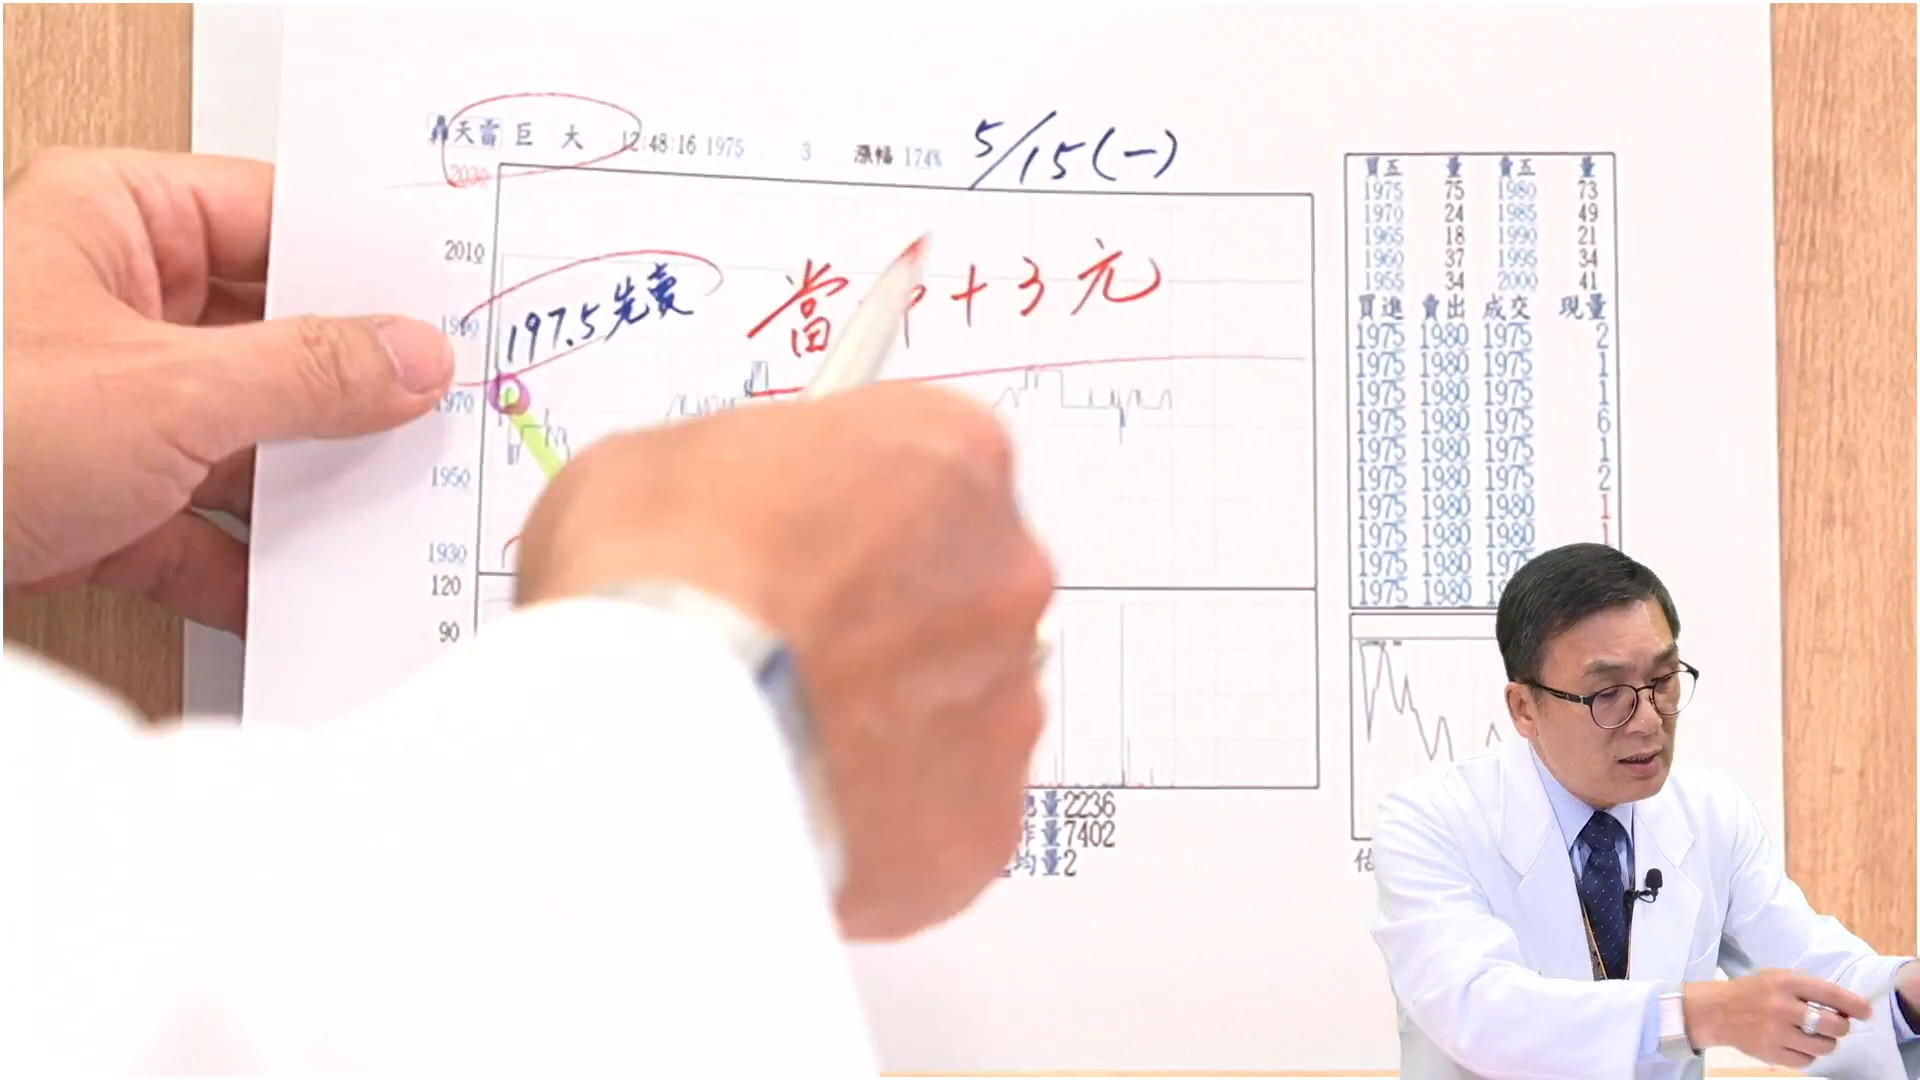 天雷 巨 大 12:48:16 1975 3 漲幅 174% 5/15(一)
2030
2010
1990
1970
1950
1930
120
90
197.5先賣
當 +3元
買五 量 賣五 量
1975 75 1980 73
1970 24 1985 49
1965 18 1990 21
1960 37 1995 34
1955 34 2000 41
買進 賣出 成交 現量
1975 1980 1975 2
1975 1980 1975 1
1975 1980 1975 1
1975 1980 1975 6
1975 1980 1975 1
1975 1980 1975 2
1975 1980 1980 1
1975 1980 1980 1
1975 1980
1975 1980
量2236
量7402
均量2